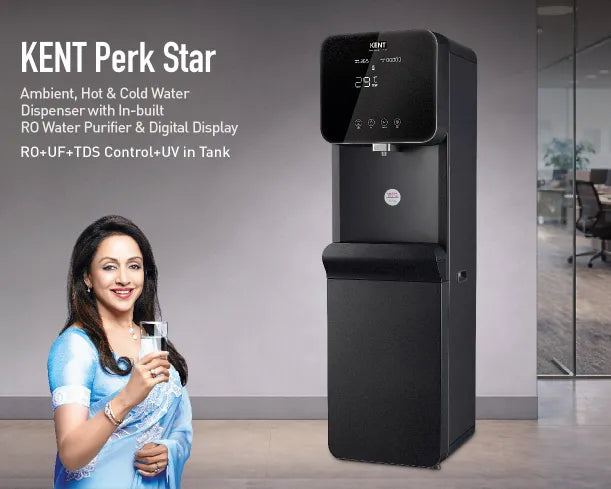 KENT Perk Star
Ambient, Hot & Cold Water
Dispenser with In-built
RO Water Purifier & Digital Display
RO+UF+TDS Control+UV in Tank
KENT
29